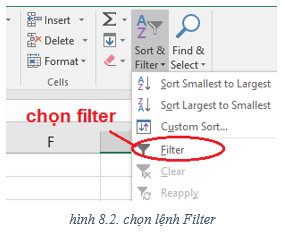 Insert
Delete
Format
Cells
Sort &
Filter
Find &
Select
Sort Smallest to Largest
Sort Largest to Smallest
Custom Sort...
Filter
Clear
Reapply
chọn filter
F
hình 8.2. chọn lệnh Filter